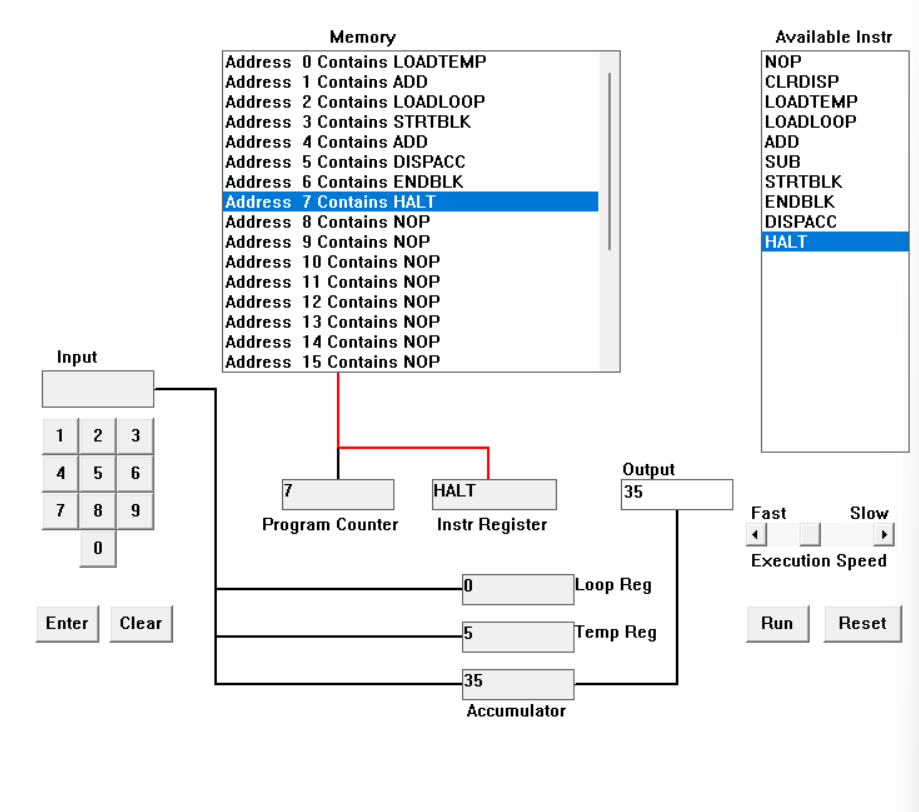 Memory
Address  0 Contains LOADTEMP
Address  1 Contains ADD
Address  2 Contains LOADLOOP
Address  3 Contains STRTBLK
Address  4 Contains ADD
Address  5 Contains DISPACC
Address  6 Contains ENDBLK
Address  7 Contains HALT
Address  8 Contains NOP
Address  9 Contains NOP
Address  10 Contains NOP
Address  11 Contains NOP
Address  12 Contains NOP
Address  13 Contains NOP
Address  14 Contains NOP
Address  15 Contains NOP
Available Instr
NOP
CLRDISP
LOADTEMP
LOADLOOP
ADD
SUB
STRTBLK
ENDBLK
DISPACC
HALT
Input
1 2 3
4 5 6
7 8 9
0
Enter Clear
7
Program Counter
HALT
Instr Register
Output
35
Fast Slow
Execution Speed
Run Reset
0 Loop Reg
5 Temp Reg
35
Accumulator